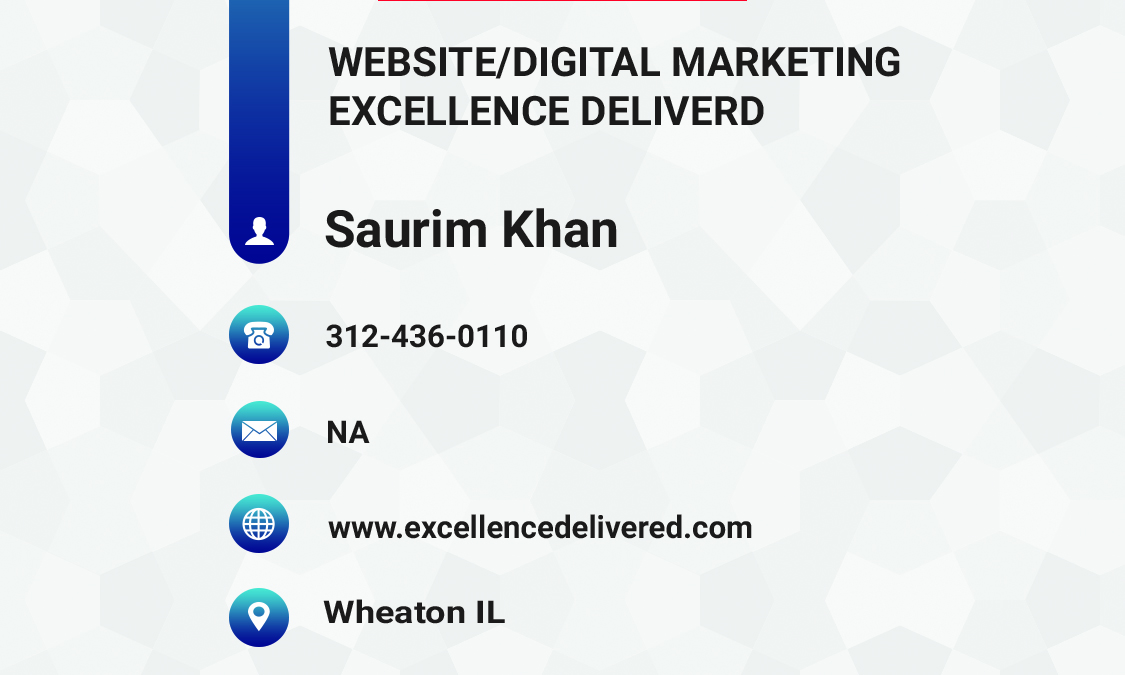 WEBSITE/DIGITAL MARKETING
EXCELLENCE DELIVERD
Saurim Khan
312-436-0110
NA
www.excellencedelivered.com
Wheaton IL